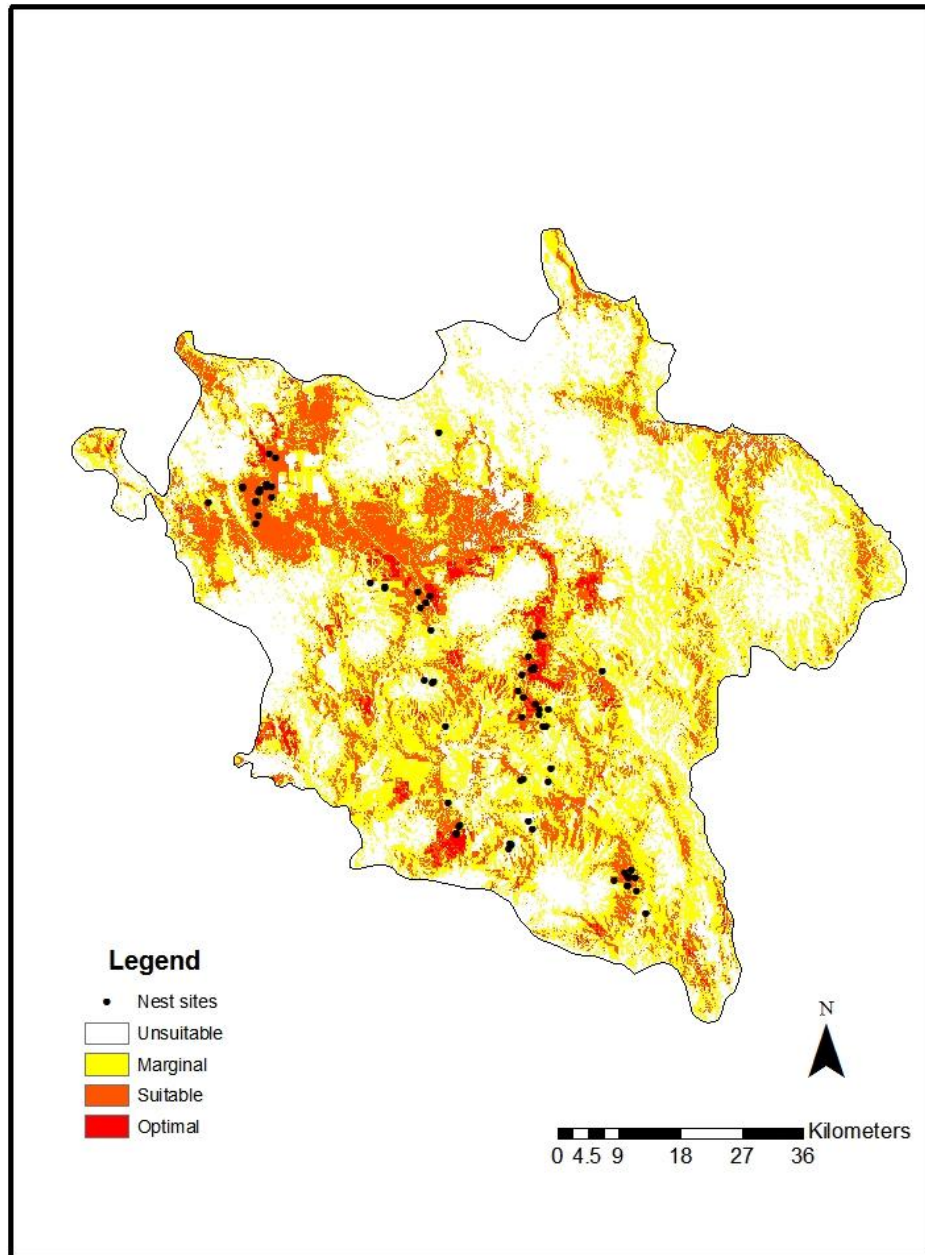 Legend
Nest sites
Unsuitable
Marginal
Suitable
Optimal
N
Kilometers
0 4.5 9 18 27 36